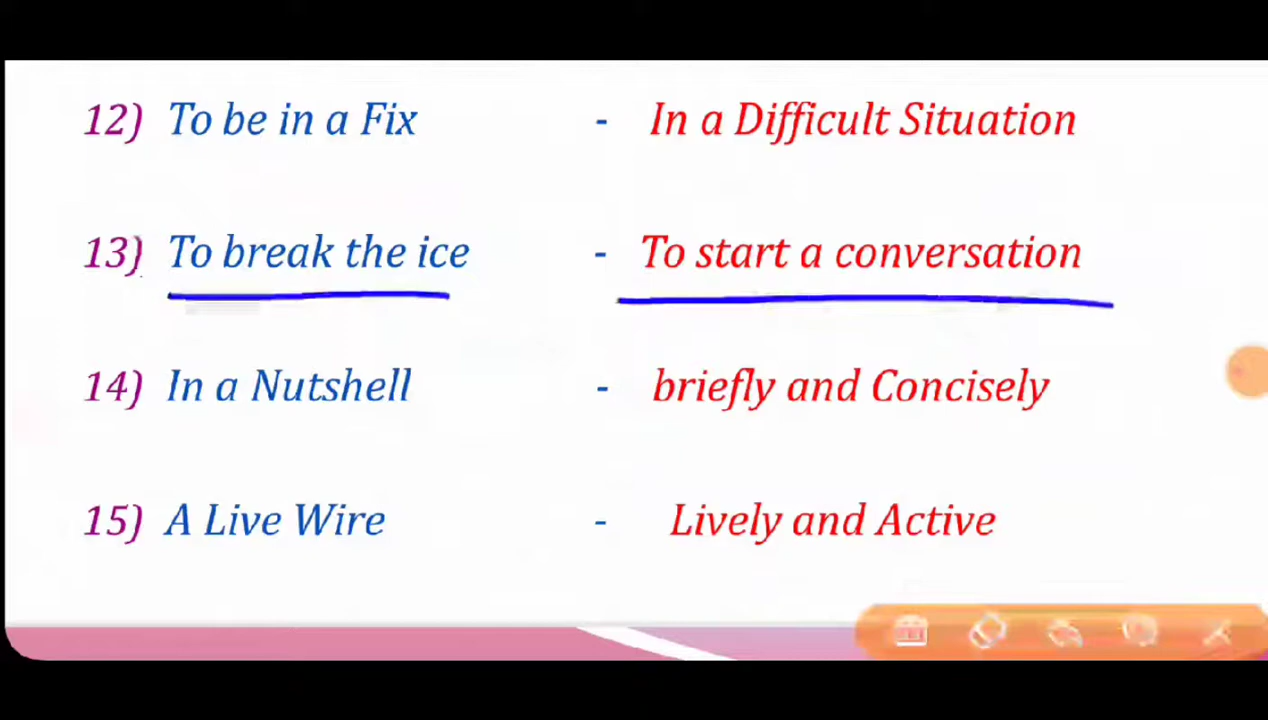 12) To be in a Fix - In a Difficult Situation
13) To break the ice - To start a conversation
14) In a Nutshell - briefly and Concisely
15) A Live Wire - Lively and Active